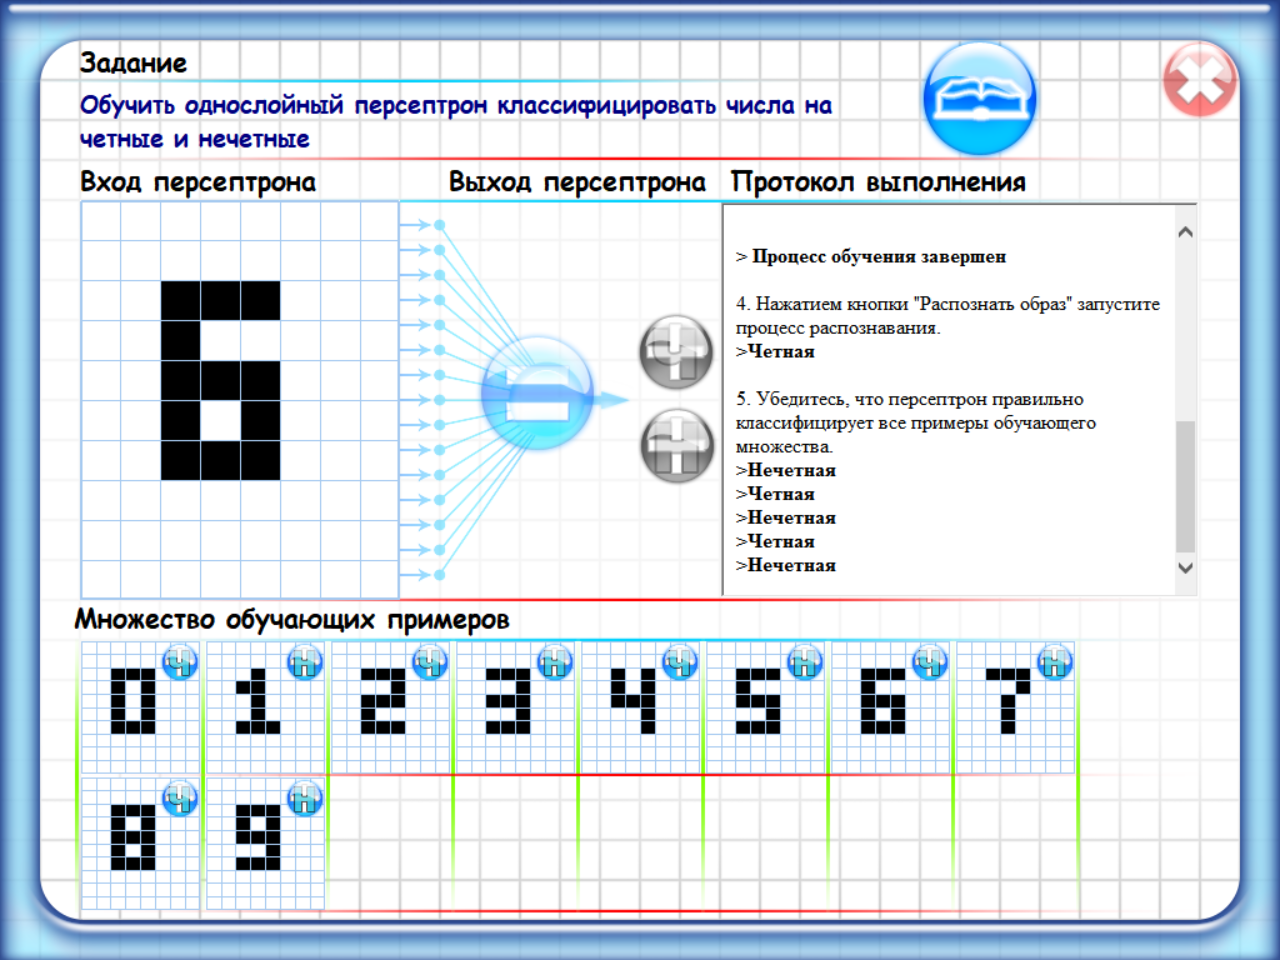 Задание
Обучить однослойный персептрон классифицировать числа на
четные и нечетные
Вход персептрона
Выход персептрона
Протокол выполнения
6
Ч
Н
> Процесс обучения завершен
4. Нажатием кнопки "Распознать образ" запустите
процесс распознавания.
>Четная
5. Убедитесь, что персептрон правильно
классифицирует все примеры обучающего
множества.
>Нечетная
>Четная
>Нечетная
>Четная
>Нечетная
Множество обучающих примеров
0 Ч 1 Н 2 Ч 3 Н 4 Ч 5 Н 6 Ч 7 Н
8 Ч 9 Н